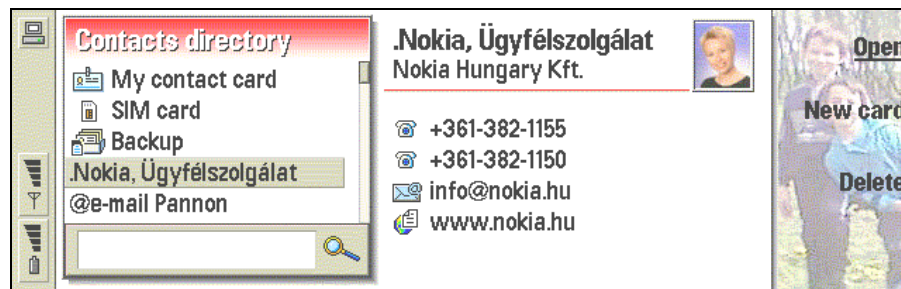 Contacts directory
My contact card
SIM card
Backup
.Nokia, Ügyfélszolgálat
@e-mail Pannon
.Nokia, Ügyfélszolgálat
Nokia Hungary Kft.
+361-382-1155
+361-382-1150
info@nokia.hu
www.nokia.hu
Open
New card
Delete